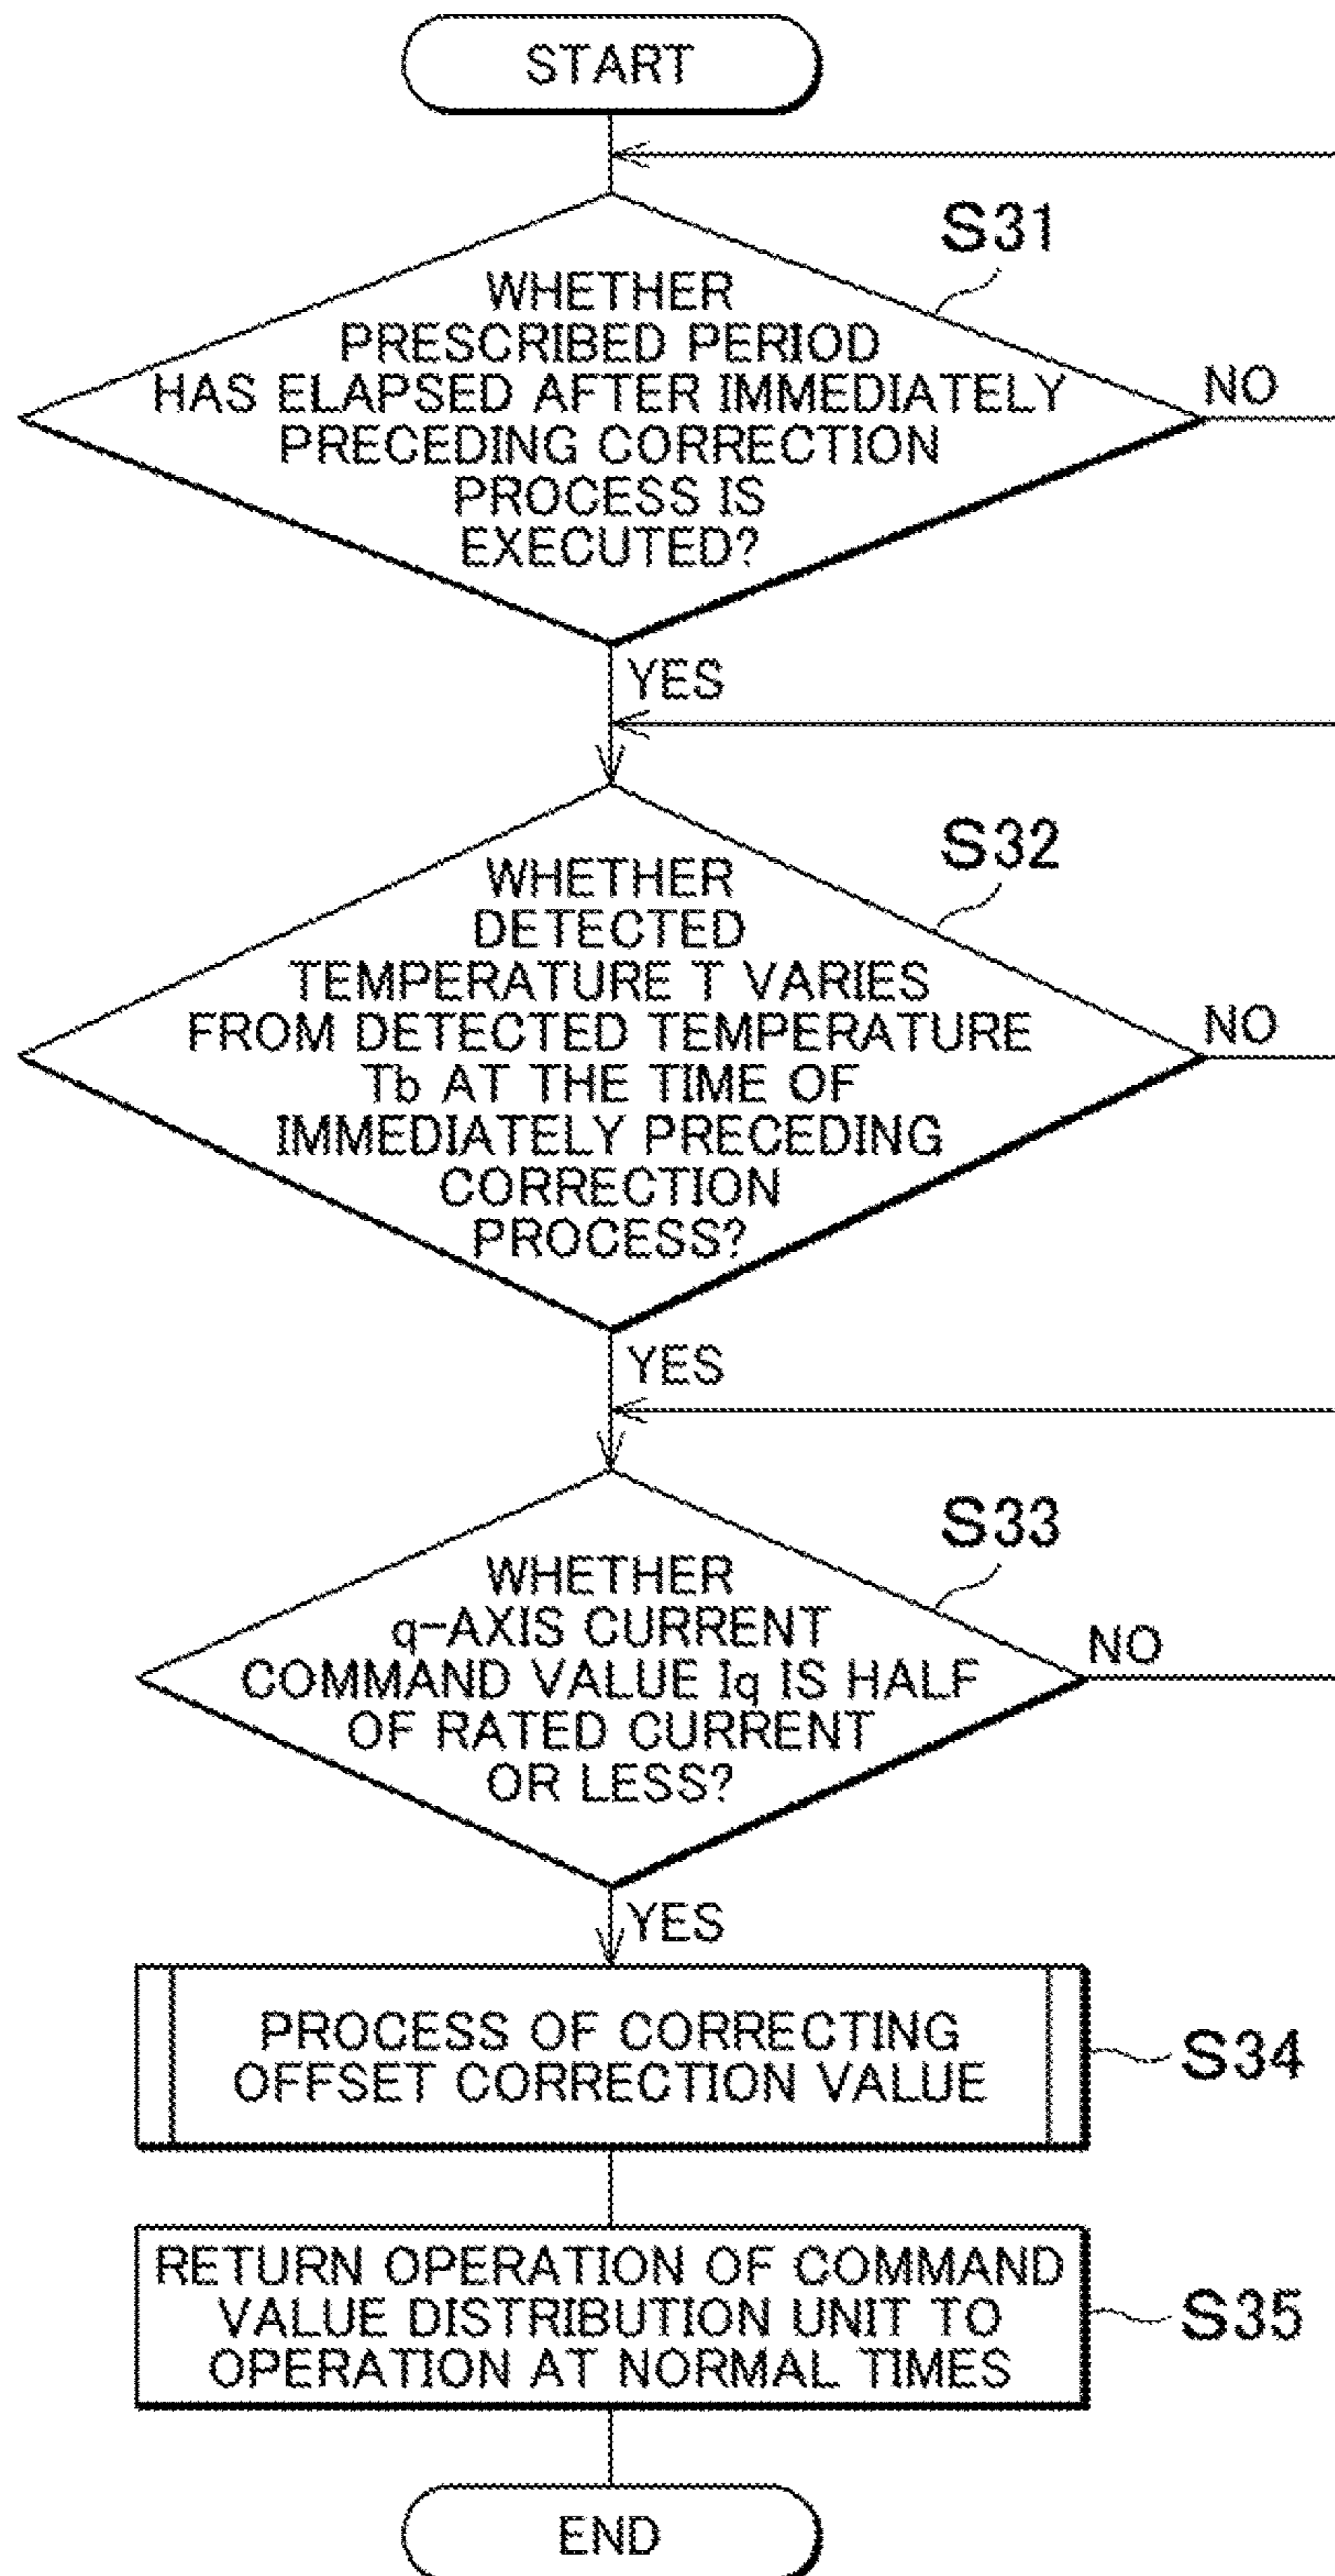 START
S31
WHETHER
PRESCRIBED PERIOD
HAS ELAPSED AFTER IMMEDIATELY
PRECEDING CORRECTION
PROCESS IS
EXECUTED?
NO
YES
S32
WHETHER
DETECTED
TEMPERATURE T VARIES
FROM DETECTED TEMPERATURE
Tb AT THE TIME OF
IMMEDIATELY PRECEDING
CORRECTION
PROCESS?
NO
YES
S33
WHETHER
q-AXIS CURRENT
COMMAND VALUE Iq IS HALF
OF RATED CURRENT
OR LESS?
NO
YES
PROCESS OF CORRECTING
OFFSET CORRECTION VALUE
S34
RETURN OPERATION OF COMMAND
VALUE DISTRIBUTION UNIT TO
OPERATION AT NORMAL TIMES
S35
END